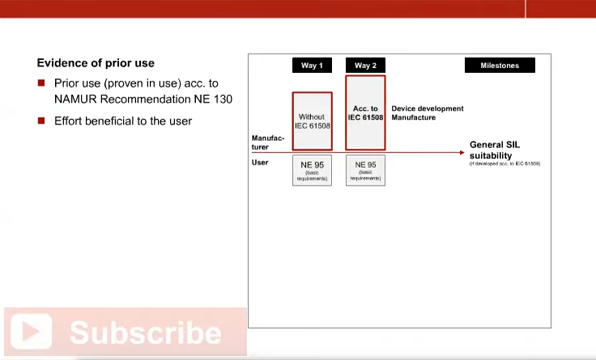 Evidence of prior use
Prior use (proven in use) acc. to
NAMUR Recommendation NE 130
Effort beneficial to the user
Way 1
Way 2
Milestones
Without
IEC 61508
Acc. to
IEC 61508
Device development
Manufacture
Manufac-
turer
User
NE 95
(basic
requirements)
NE 95
(basic
requirements)
General SIL
suitability
(if developed acc. to IEC 61508)
Subscribe